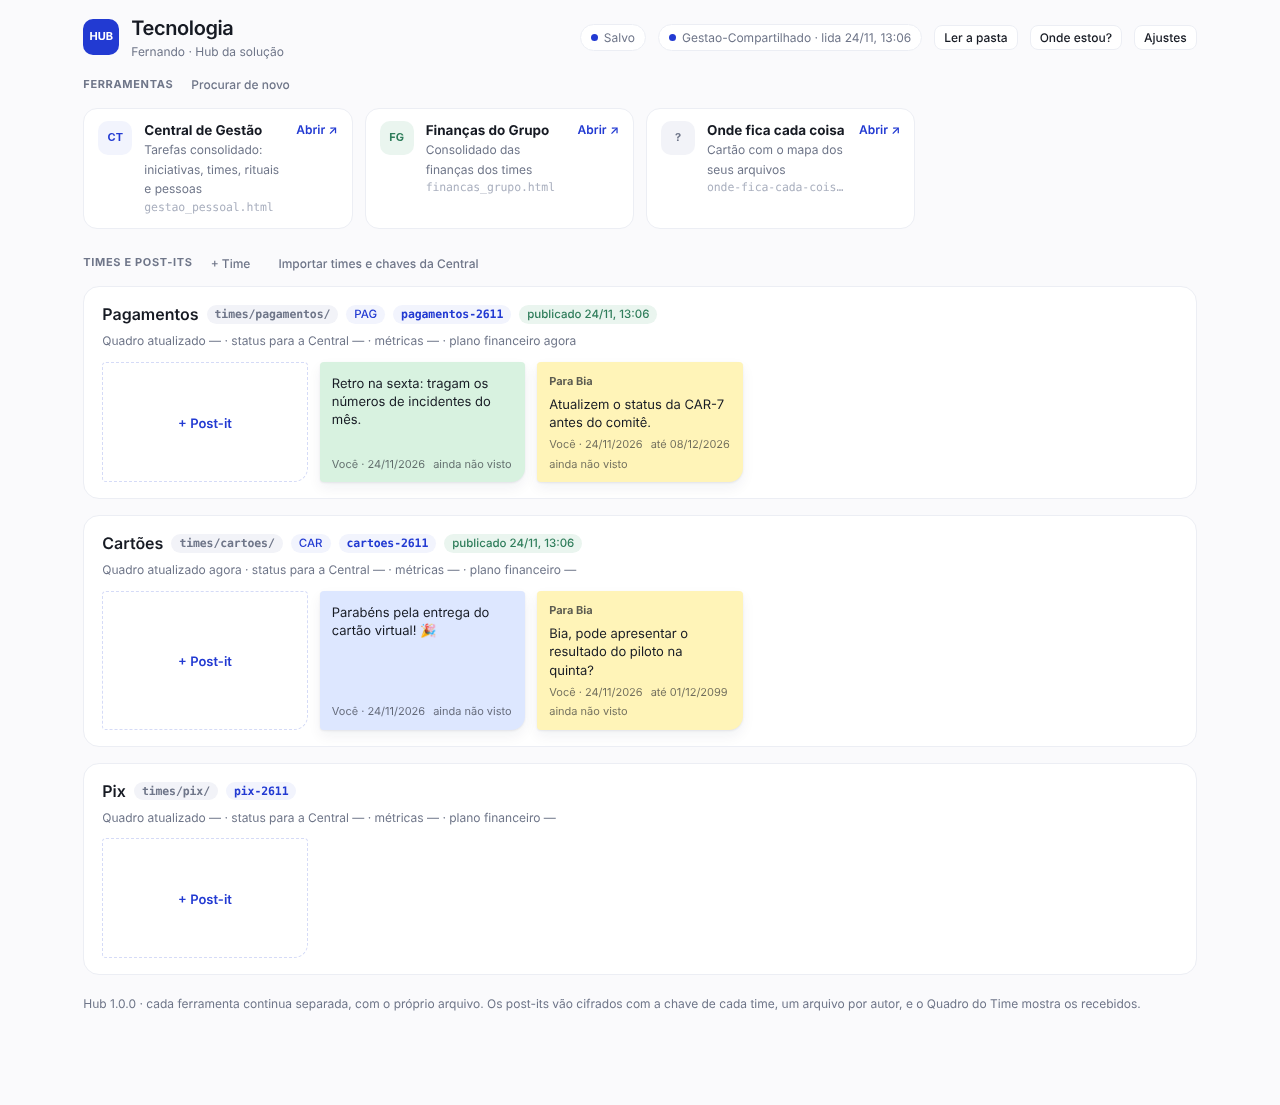 HUB
Tecnologia
Fernando · Hub da solução
Salvo
Gestao-Compartilhado · lida 24/11, 13:06
Ler a pasta
Onde estou?
Ajustes
FERRAMENTAS
Procurar de novo
CT
Central de Gestão
Abrir ↗
Tarefas consolidado:
iniciativas, times, rituais
e pessoas
gestao_pessoal.html
FG
Finanças do Grupo
Abrir ↗
Consolidado das
finanças dos times
financas_grupo.html
?
Onde fica cada coisa
Abrir ↗
Cartão com o mapa dos
seus arquivos
onde-fica-cada-cois…
TIMES E POST-ITS
+ Time
Importar times e chaves da Central
Pagamentos
times/pagamentos/
PAG
pagamentos-2611
publicado 24/11, 13:06
Quadro atualizado — · status para a Central — · métricas — · plano financeiro agora
+ Post-it
Retro na sexta: tragam os
números de incidentes do
mês.
Você · 24/11/2026 ainda não visto
Para Bia
Atualizem o status da CAR-7
antes do comitê.
Você · 24/11/2026 até 08/12/2026
ainda não visto
Cartões
times/cartoes/
CAR
cartoes-2611
publicado 24/11, 13:06
Quadro atualizado agora · status para a Central — · métricas — · plano financeiro —
+ Post-it
Parabéns pela entrega do
cartão virtual! 🎉
Você · 24/11/2026 ainda não visto
Para Bia
Bia, pode apresentar o
resultado do piloto na
quinta?
Você · 24/11/2026 até 01/12/2099
ainda não visto
Pix
times/pix/
pix-2611
Quadro atualizado — · status para a Central — · métricas — · plano financeiro —
+ Post-it
Hub 1.0.0 · cada ferramenta continua separada, com o próprio arquivo. Os post-its vão cifrados com a chave de cada time, um arquivo por autor, e o Quadro do Time mostra os recebidos.